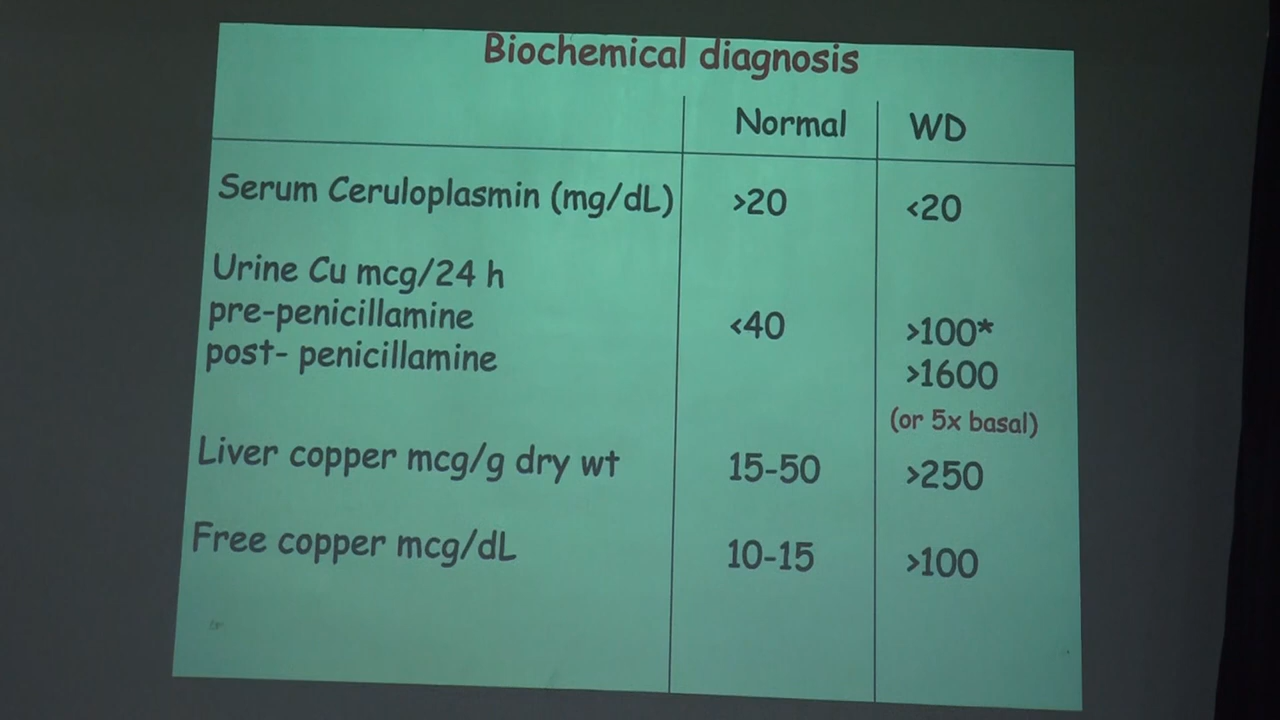 Biochemical diagnosis
Normal WD
Serum Ceruloplasmin (mg/dL) >20 <20
Urine Cu mcg/24 h
pre-penicillamine <40 >100*
post- penicillamine >1600
(or 5x basal)
Liver copper mcg/g dry wt 15-50 >250
Free copper mcg/dL 10-15 >100